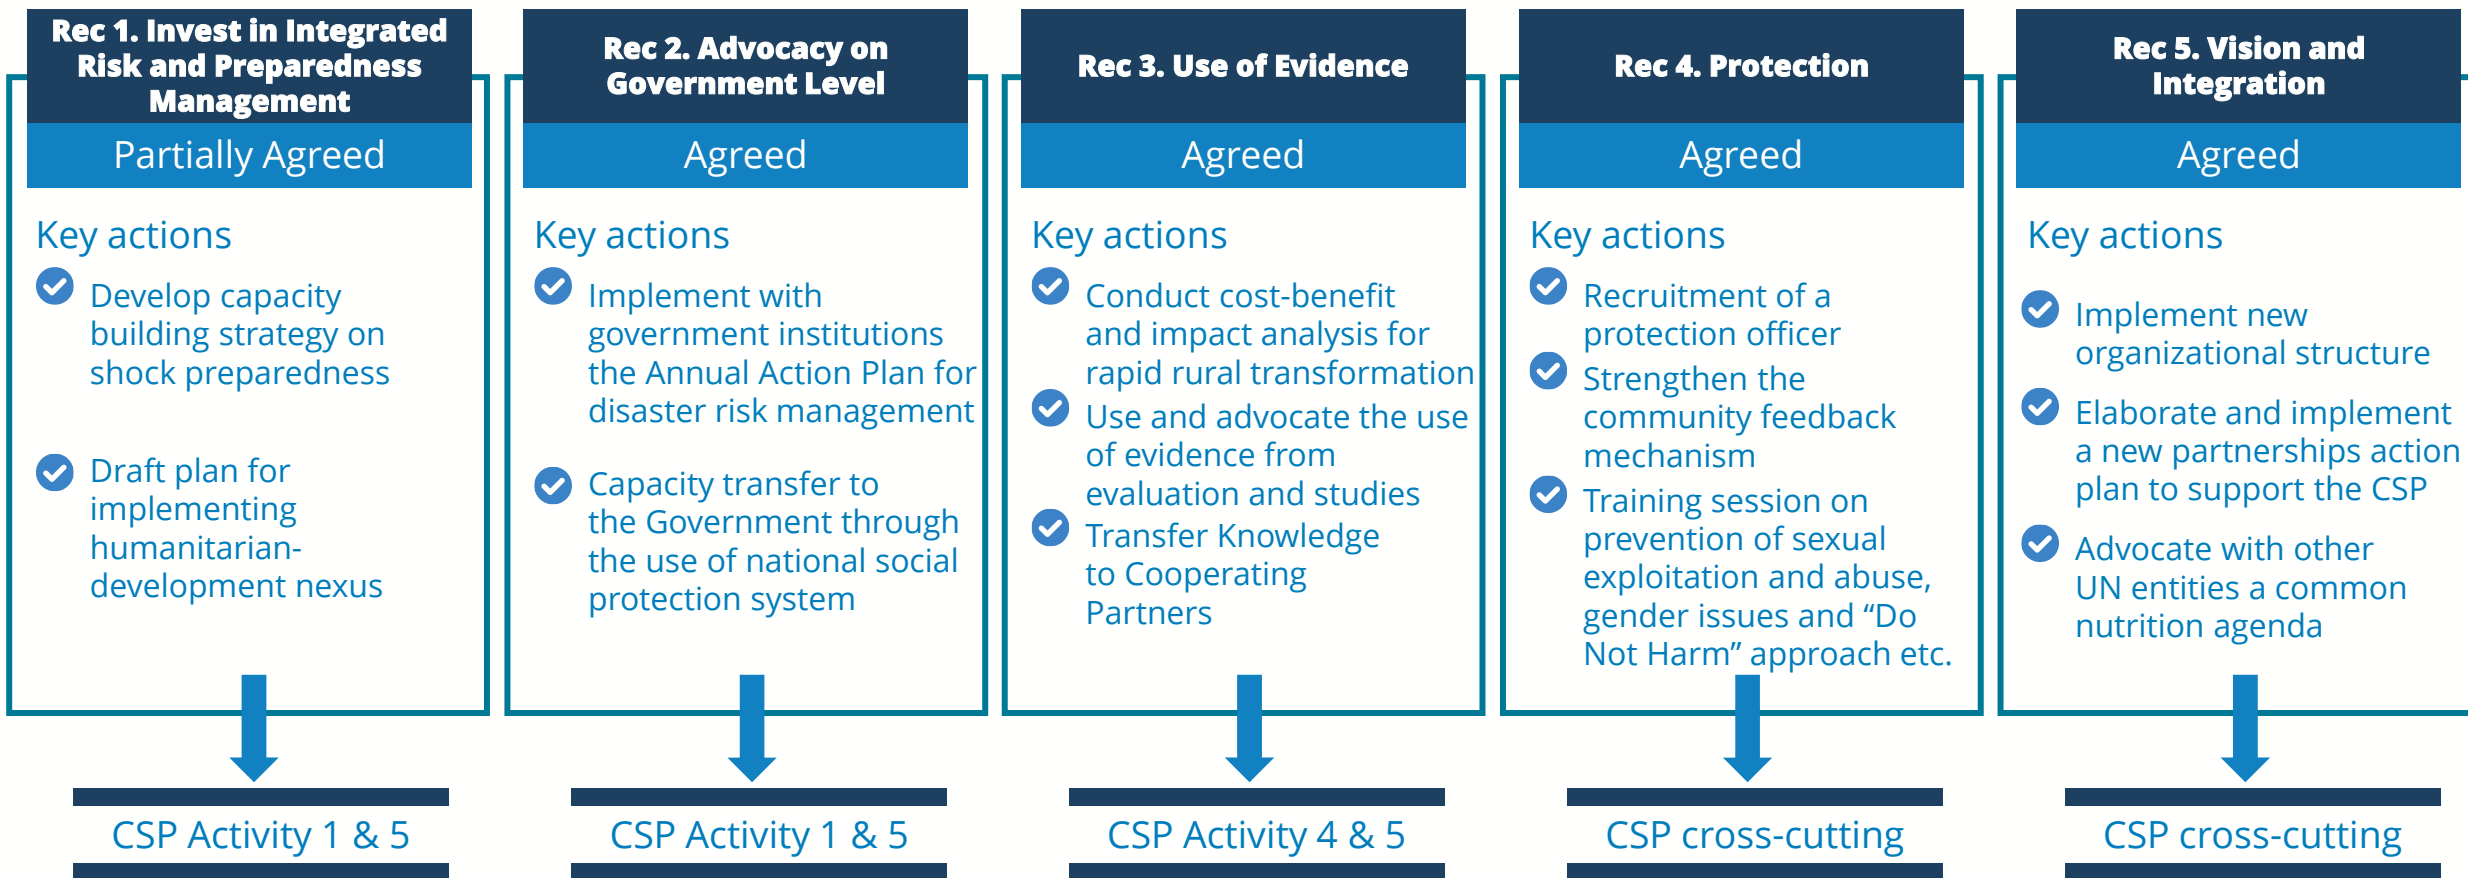 Rec 1. Invest in Integrated
Risk and Preparedness
Management
Partially Agreed
Key actions
Develop capacity
building strategy on
shock preparedness
Draft plan for
implementing
humanitarian-
development nexus
CSP Activity 1 & 5
Rec 2. Advocacy on
Government Level
Agreed
Key actions
Implement with
government institutions
the Annual Action Plan for
disaster risk management
Capacity transfer to
the Government through
the use of national social
protection system
CSP Activity 1 & 5
Rec 3. Use of Evidence
Agreed
Key actions
Conduct cost-benefit
and impact analysis for
rapid rural transformation
Use and advocate the use
of evidence from
evaluation and studies
Transfer Knowledge
to Cooperating
Partners
CSP Activity 4 & 5
Rec 4. Protection
Agreed
Key actions
Recruitment of a
protection officer
Strengthen the
community feedback
mechanism
Training session on
prevention of sexual
exploitation and abuse,
gender issues and “Do
Not Harm” approach etc.
CSP cross-cutting
Rec 5. Vision and
Integration
Agreed
Key actions
Implement new
organizational structure
Elaborate and implement
a new partnerships action
plan to support the CSP
Advocate with other
UN entities a common
nutrition agenda
CSP cross-cutting